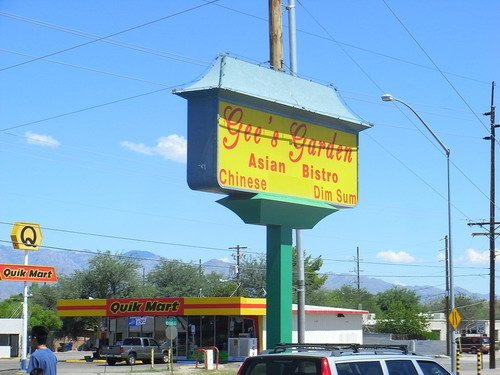 Gee's Garden
Asian Bistro
Chinese Dim Sum
Q
Quik Mart
Quik Mart